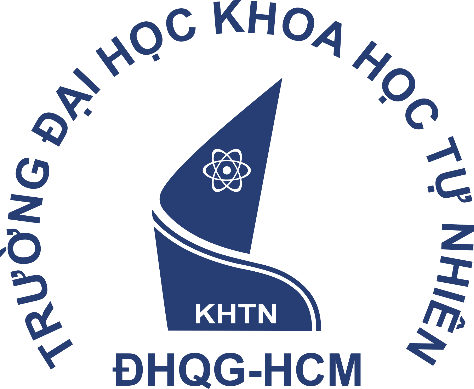 TRƯỜNG ĐẠI HỌC KHOA HỌC TỰ NHIÊN
KHTN
ĐHQG-HCM